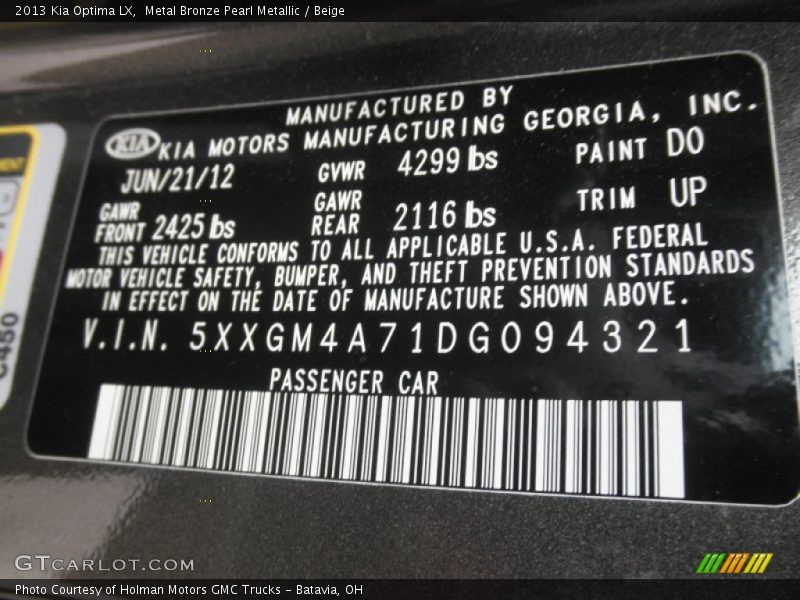 2013 Kia Optima LX, Metal Bronze Pearl Metallic / Beige
MANUFACTURED BY
KIA KIA MOTORS MANUFACTURING GEORGIA, INC.
JUN/21/12 GVWR 4299 lbs PAINT D0
GAWR FRONT 2425 lbs GAWR REAR 2116 lbs TRIM UP
THIS VEHICLE CONFORMS TO ALL APPLICABLE U.S.A. FEDERAL
MOTOR VEHICLE SAFETY, BUMPER, AND THEFT PREVENTION STANDARDS
IN EFFECT ON THE DATE OF MANUFACTURE SHOWN ABOVE.
V.I.N. 5XXGM4A71DG094321
PASSENGER CAR
C450
GTCARLOT.COM
Photo Courtesy of Holman Motors GMC Trucks - Batavia, OH